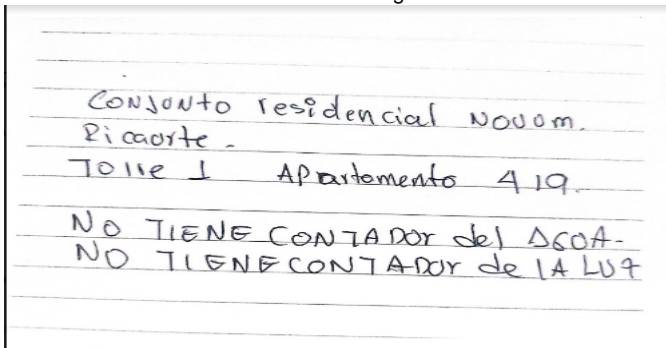 CONJUNTO residencial NOVUM.
Ricaurte.
Torre 1 Apartamento 419.
NO TIENE CONTADOR del AGUA-
NO TIENE CONTADOR de LA LUZ